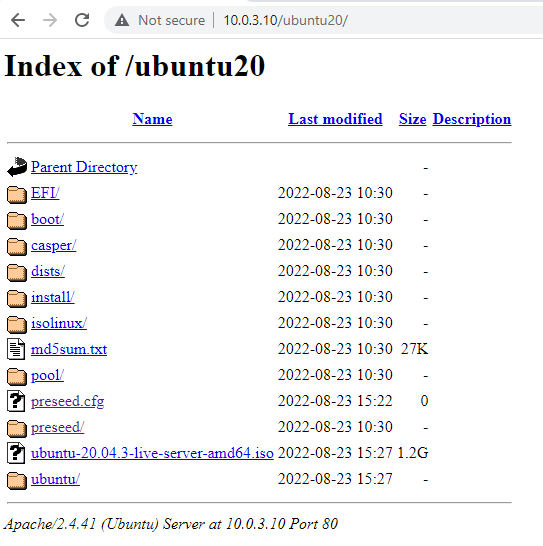 Not secure | 10.0.3.10/ubuntu20/
Index of /ubuntu20
Name Last modified Size Description
Parent Directory -
EFI/ 2022-08-23 10:30 -
boot/ 2022-08-23 10:30 -
casper/ 2022-08-23 10:30 -
dists/ 2022-08-23 10:30 -
install/ 2022-08-23 10:30 -
isolinux/ 2022-08-23 10:30 -
md5sum.txt 2022-08-23 10:30 27K
pool/ 2022-08-23 10:30 -
preseed.cfg 2022-08-23 15:22 0
preseed/ 2022-08-23 10:30 -
ubuntu-20.04.3-live-server-amd64.iso 2022-08-23 15:27 1.2G
ubuntu/ 2022-08-23 15:27 -
Apache/2.4.41 (Ubuntu) Server at 10.0.3.10 Port 80